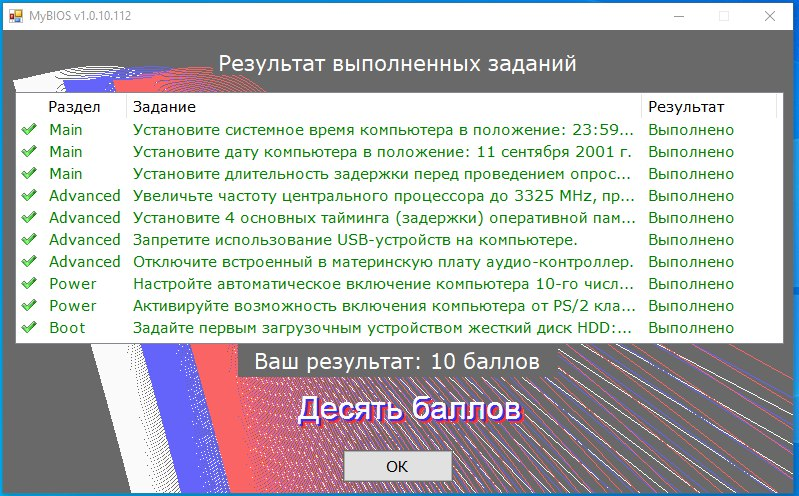 MyBIOS v1.0.10.112
Результат выполненных заданий
Раздел Задание Результат
Main Установите системное время компьютера в положение: 23:59... Выполнено
Main Установите дату компьютера в положение: 11 сентября 2001 г. Выполнено
Main Установите длительность задержки перед проведением опрос... Выполнено
Advanced Увеличьте частоту центрального процессора до 3325 MHz, пр... Выполнено
Advanced Установите 4 основных тайминга (задержки) оперативной пам... Выполнено
Advanced Запретите использование USB-устройств на компьютере. Выполнено
Advanced Отключите встроенный в материнскую плату аудио-контроллер. Выполнено
Power Настройте автоматическое включение компьютера 10-го числ... Выполнено
Power Активируйте возможность включения компьютера от PS/2 кла... Выполнено
Boot Задайте первым загрузочным устройством жесткий диск HDD:... Выполнено
Ваш результат: 10 баллов
Десять баллов
OK